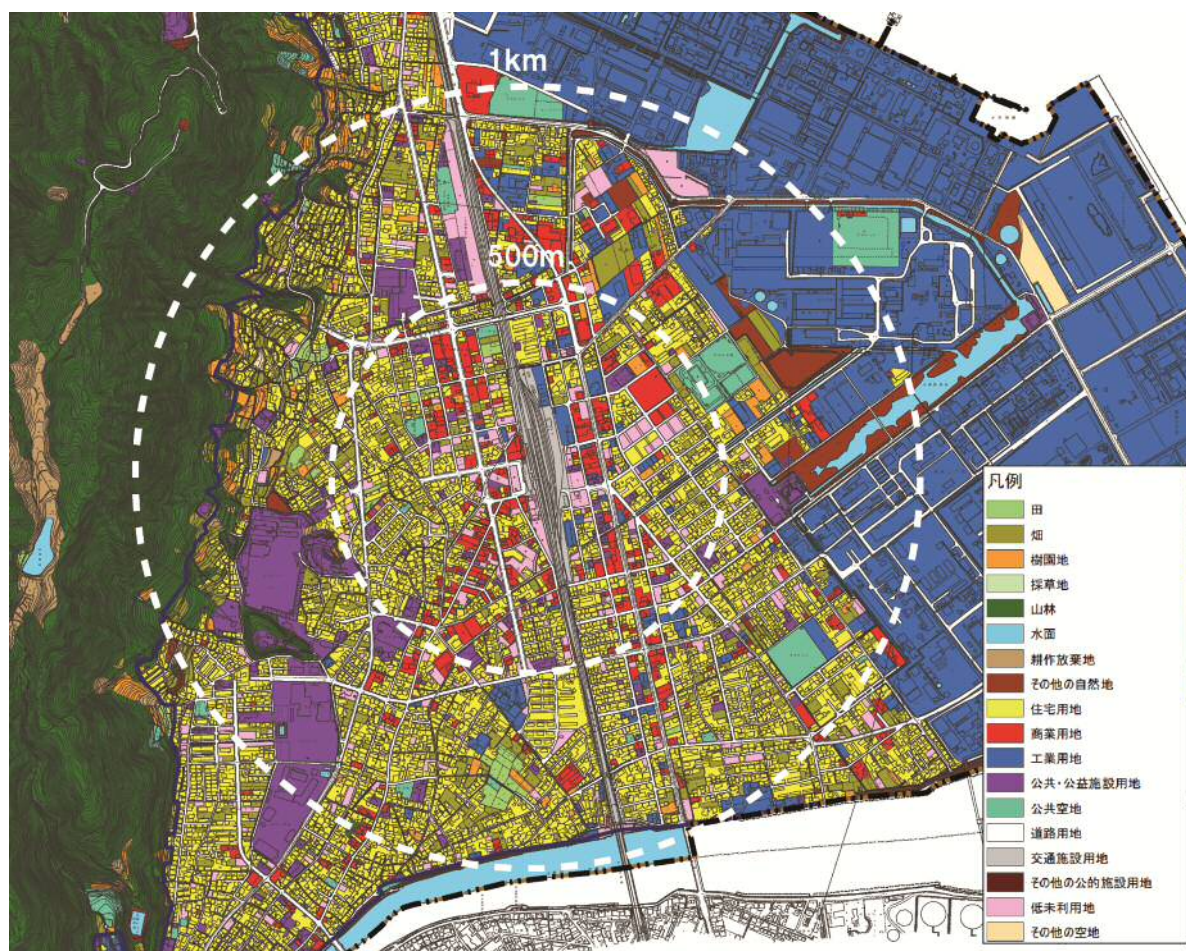 1km
500m
凡例
田
畑
樹園地
採草地
山林
水面
耕作放棄地
その他の自然地
住宅用地
商業用地
工業用地
公共・公益施設用地
公共空地
道路用地
交通施設用地
その他の公的施設用地
低未利用地
その他の空地